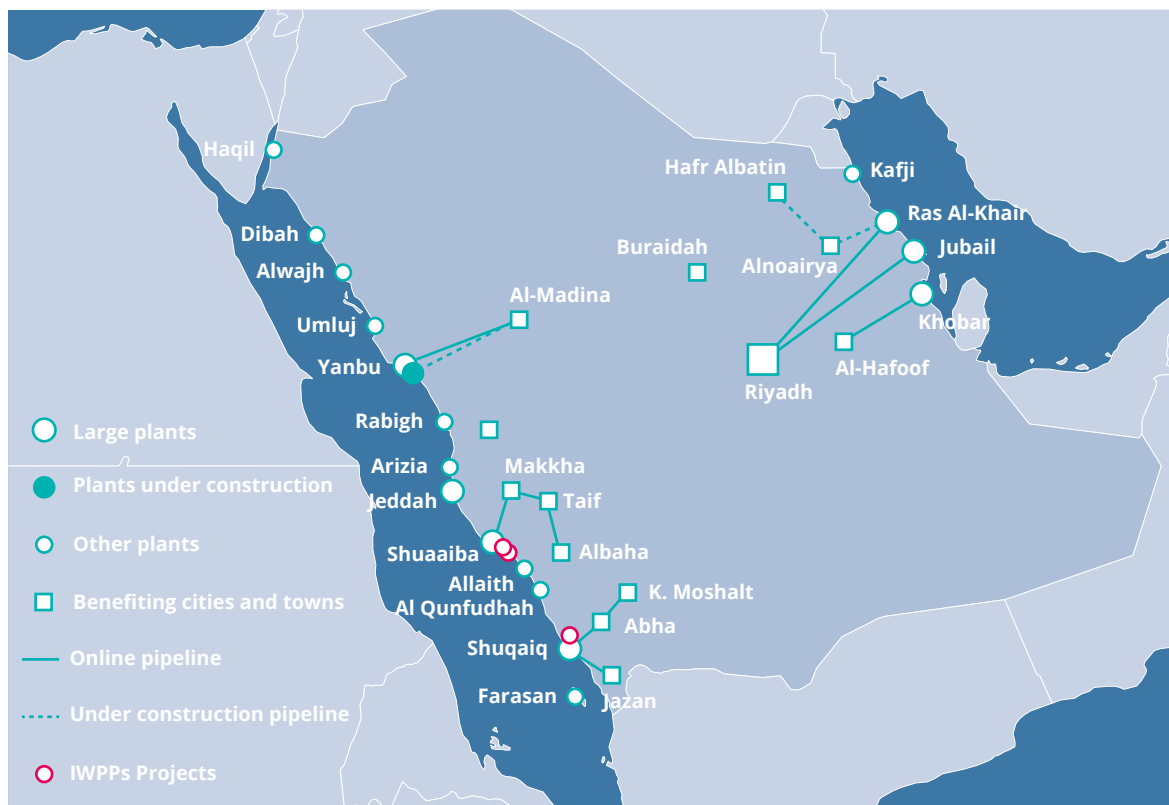 Haqil
Hafr Albatin
Kafji
Ras Al-Khair
Dibah
Buraidah
Alnoairya
Jubail
Alwajh
Al-Madina
Umluj
Khobar
Yanbu
Al-Hafoof
Riyadh
Rabigh
Large plants
Arizia
Makkha
Plants under construction
Jeddah
Taif
Other plants
Shuaaiba
Albaha
Allaith
K. Moshalt
Benefiting cities and towns
Al Qunfudhah
Abha
Online pipeline
Shuqaiq
Farasan
Jazan
Under construction pipeline
IWPPs Projects